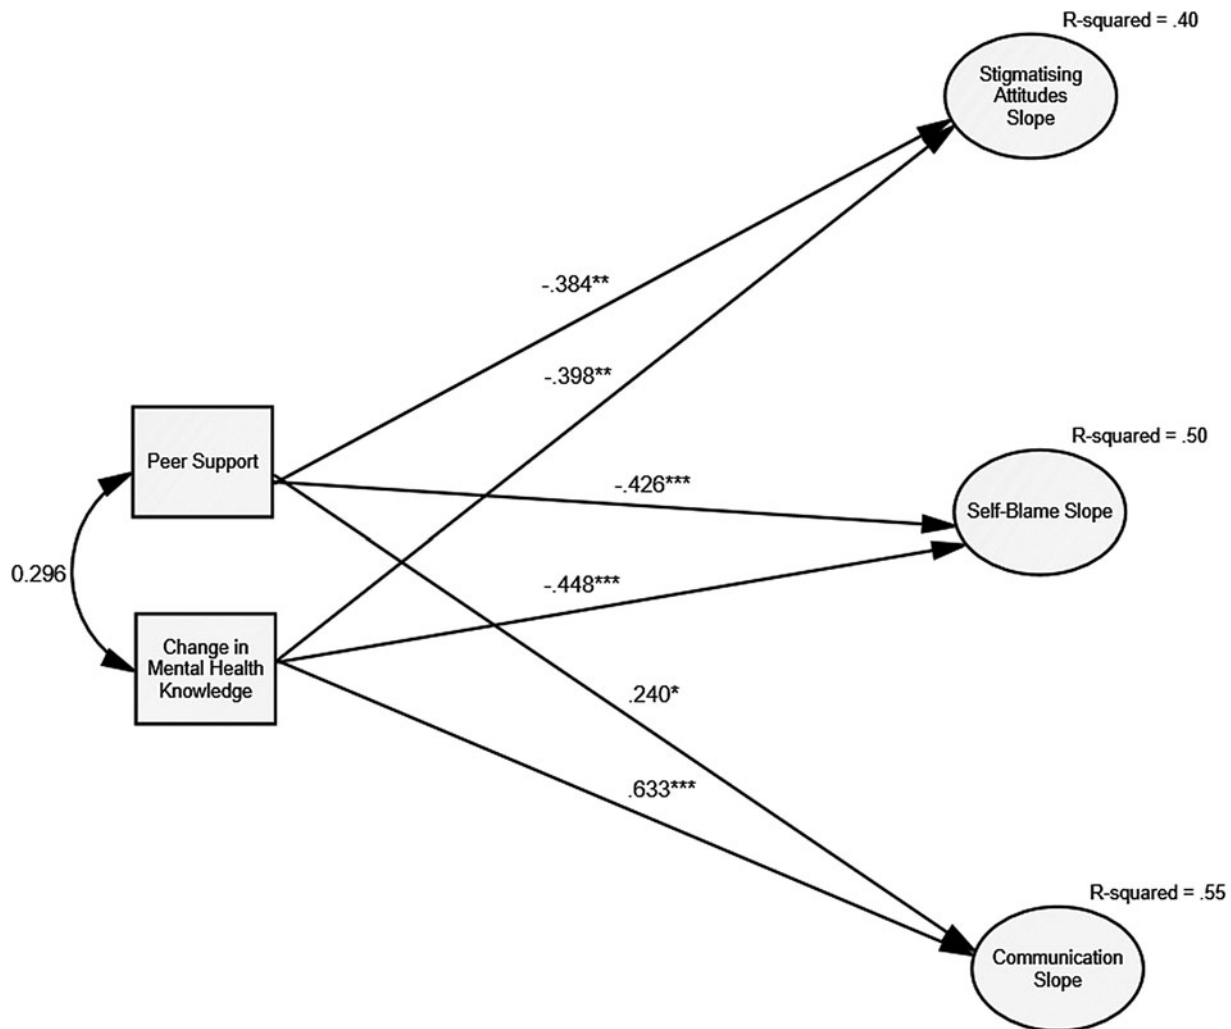 R-squared = .40
Stigmatising
Attitudes
Slope
-.384**
-.398**
R-squared = .50
Peer Support
-.426***
Self-Blame Slope
0.296
-.448***
Change in
Mental Health
Knowledge
.240*
.633***
R-squared = .55
Communication
Slope